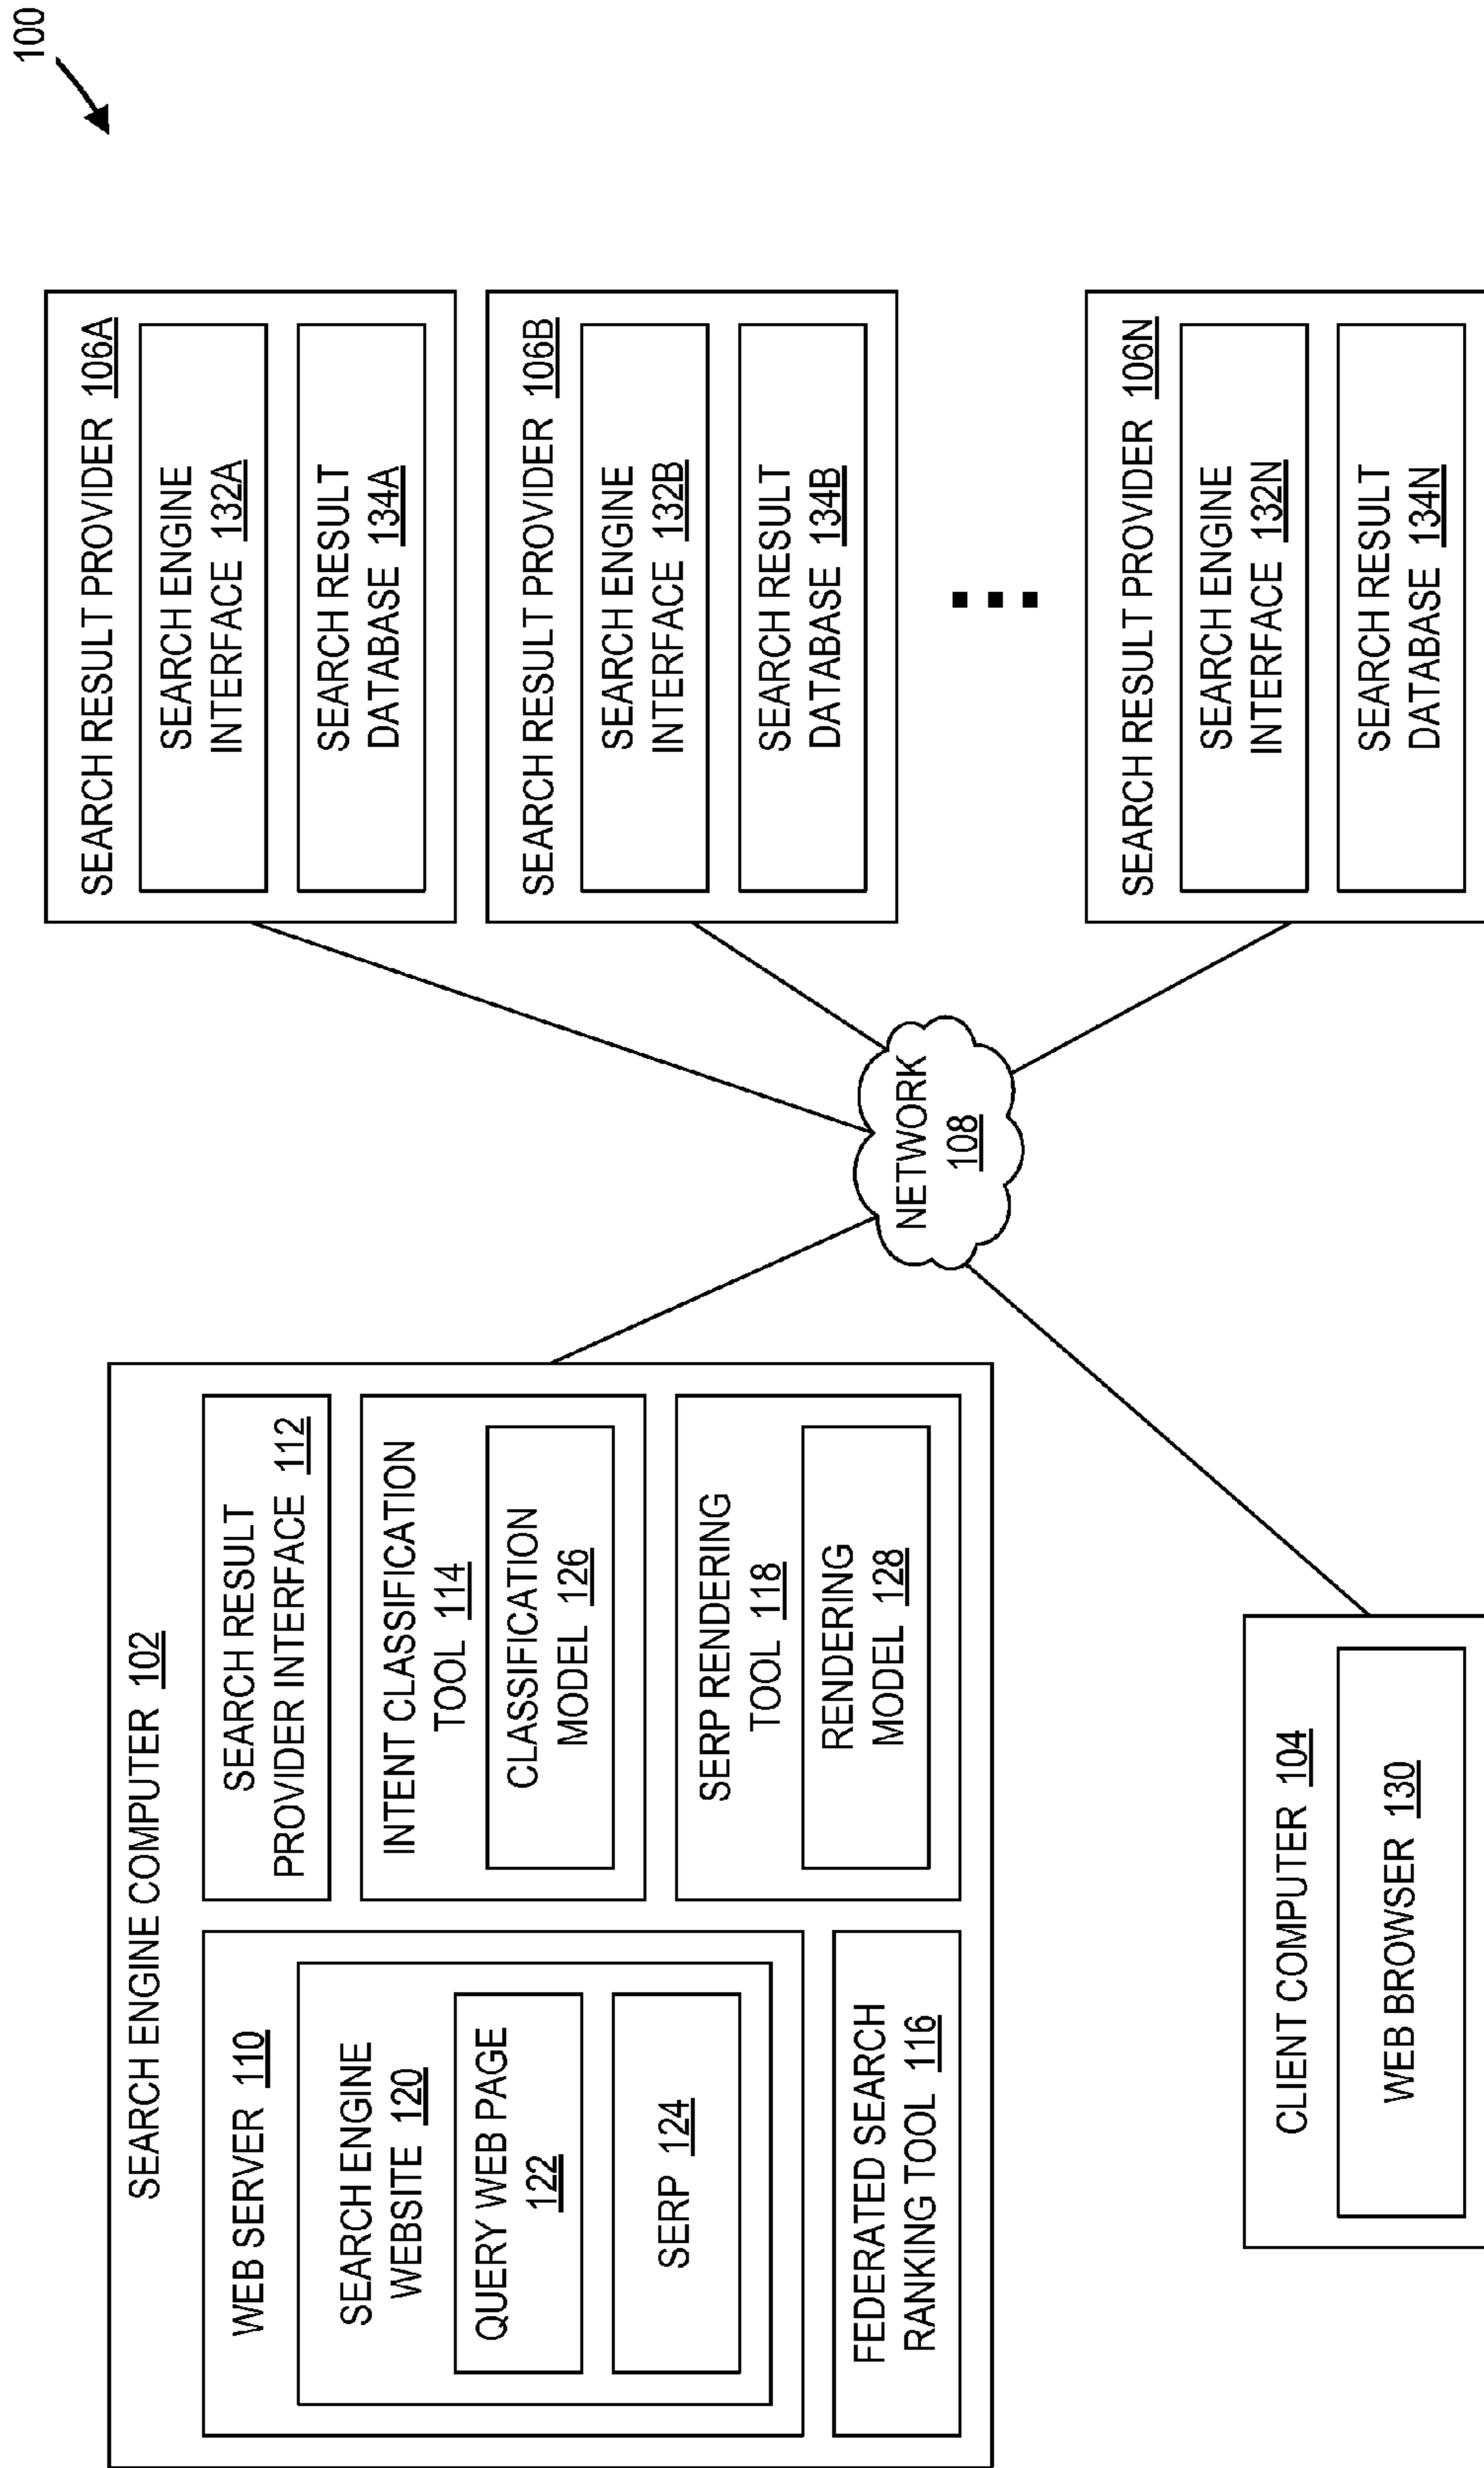 100
SEARCH ENGINE COMPUTER 102
WEB SERVER 110
SEARCH ENGINE
WEBSITE 120
QUERY WEB PAGE
122
SERP 124
FEDERATED SEARCH
RANKING TOOL 116
SEARCH RESULT
PROVIDER INTERFACE 112
INTENT CLASSIFICATION
TOOL 114
CLASSIFICATION
MODEL 126
SERP RENDERING
TOOL 118
RENDERING
MODEL 128
CLIENT COMPUTER 104
WEB BROWSER 130
NETWORK
108
SEARCH RESULT PROVIDER 106A
SEARCH ENGINE
INTERFACE 132A
SEARCH RESULT
DATABASE 134A
SEARCH RESULT PROVIDER 106B
SEARCH ENGINE
INTERFACE 132B
SEARCH RESULT
DATABASE 134B
SEARCH RESULT PROVIDER 106N
SEARCH ENGINE
INTERFACE 132N
SEARCH RESULT
DATABASE 134N